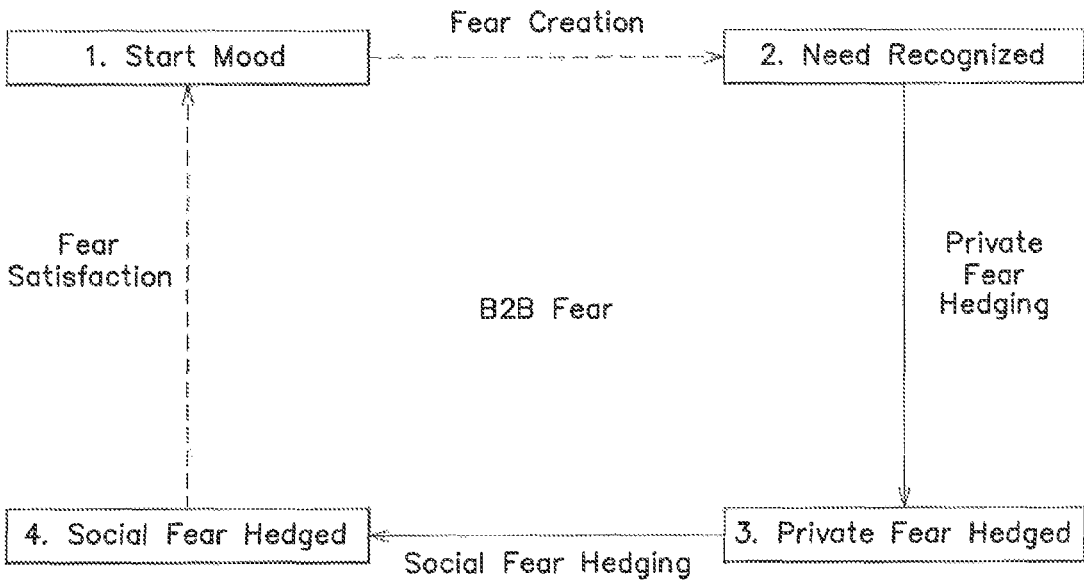 Fear Creation
1. Start Mood
2. Need Recognized
Fear
Satisfaction
Private
Fear
Hedging
B2B Fear
4. Social Fear Hedged
3. Private Fear Hedged
Social Fear Hedging